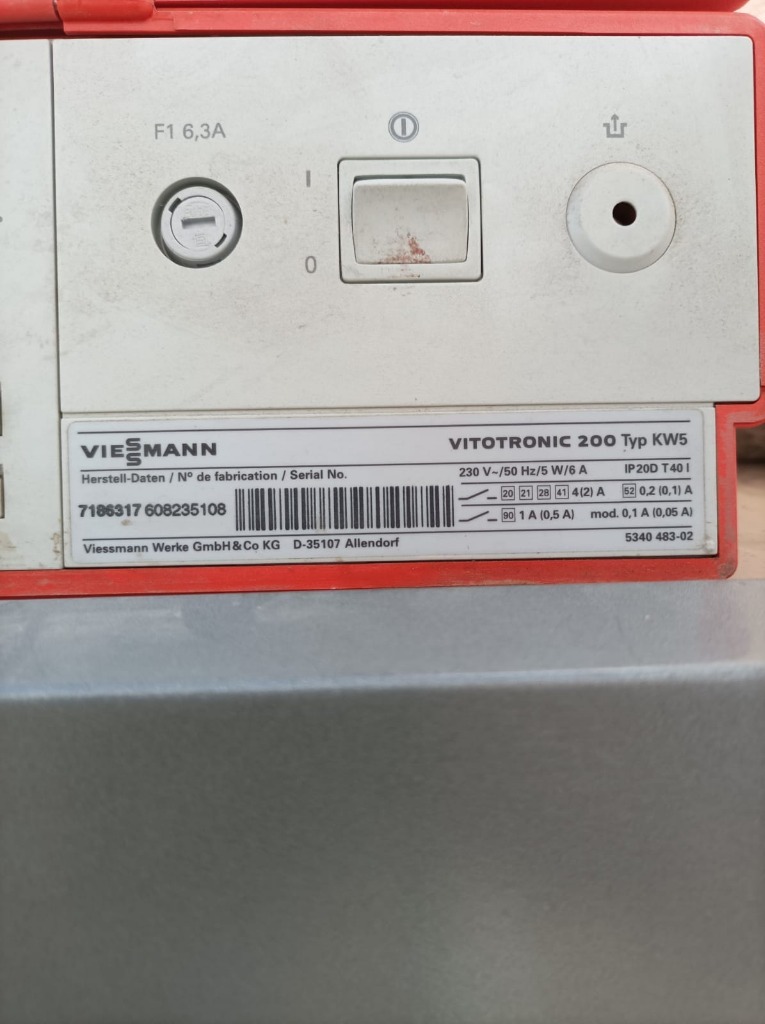 F1 6,3A
I
0
VIESSMANN
VITOTRONIC 200 Typ KW5
Herstell-Daten / Nº de fabrication / Serial No.
230 V~/50 Hz/5 W/6 A IP20D T40 I
7186317 608235108
20 21 28 41 4(2) A 52 0,2 (0,1) A
90 1 A (0,5 A) mod. 0,1 A (0,05 A)
Viessmann Werke GmbH&Co KG D-35107 Allendorf
5340 483-02